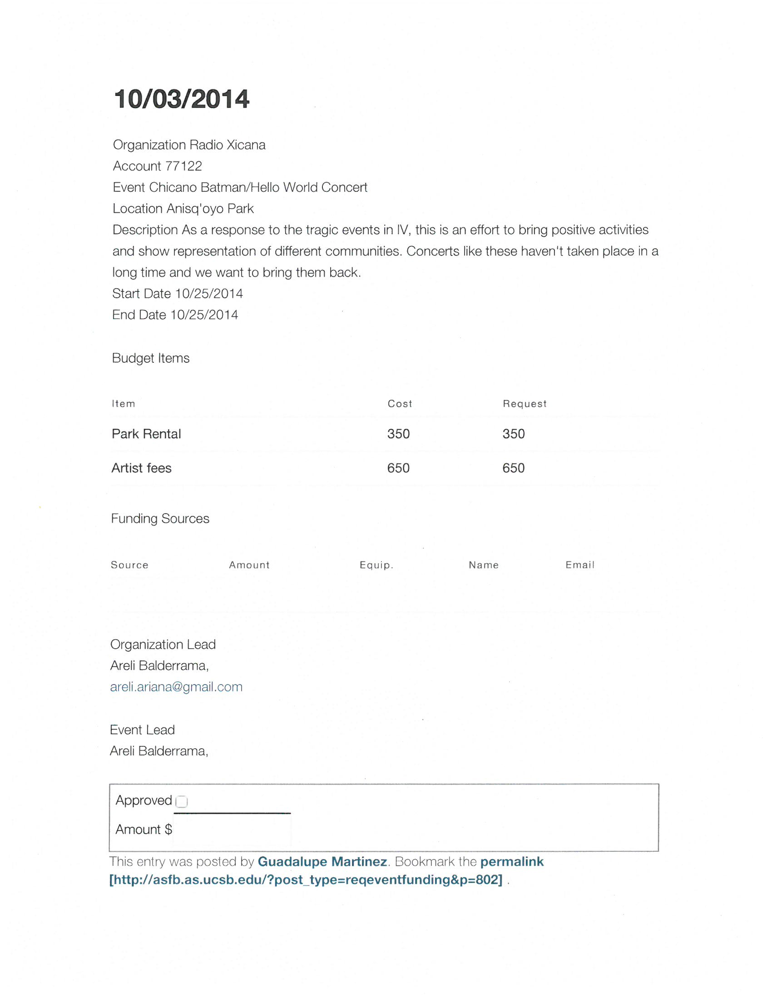 10/03/2014
Organization Radio Xicana
Account 77122
Event Chicano Batman/Hello World Concert
Location Anisq'oyo Park
Description As a response to the tragic events in IV, this is an effort to bring positive activities
and show representation of different communities. Concerts like these haven't taken place in a
long time and we want to bring them back.
Start Date 10/25/2014
End Date 10/25/2014
Budget Items
Item Cost Request
Park Rental 350 350
Artist fees 650 650
Funding Sources
Source Amount Equip. Name Email
Organization Lead
Areli Balderrama,
areli.ariana@gmail.com
Event Lead
Areli Balderrama,
Approved
Amount $
This entry was posted by Guadalupe Martinez. Bookmark the permalink
[http://asfb.as.ucsb.edu/?post_type=reqeventfunding&p=802] .